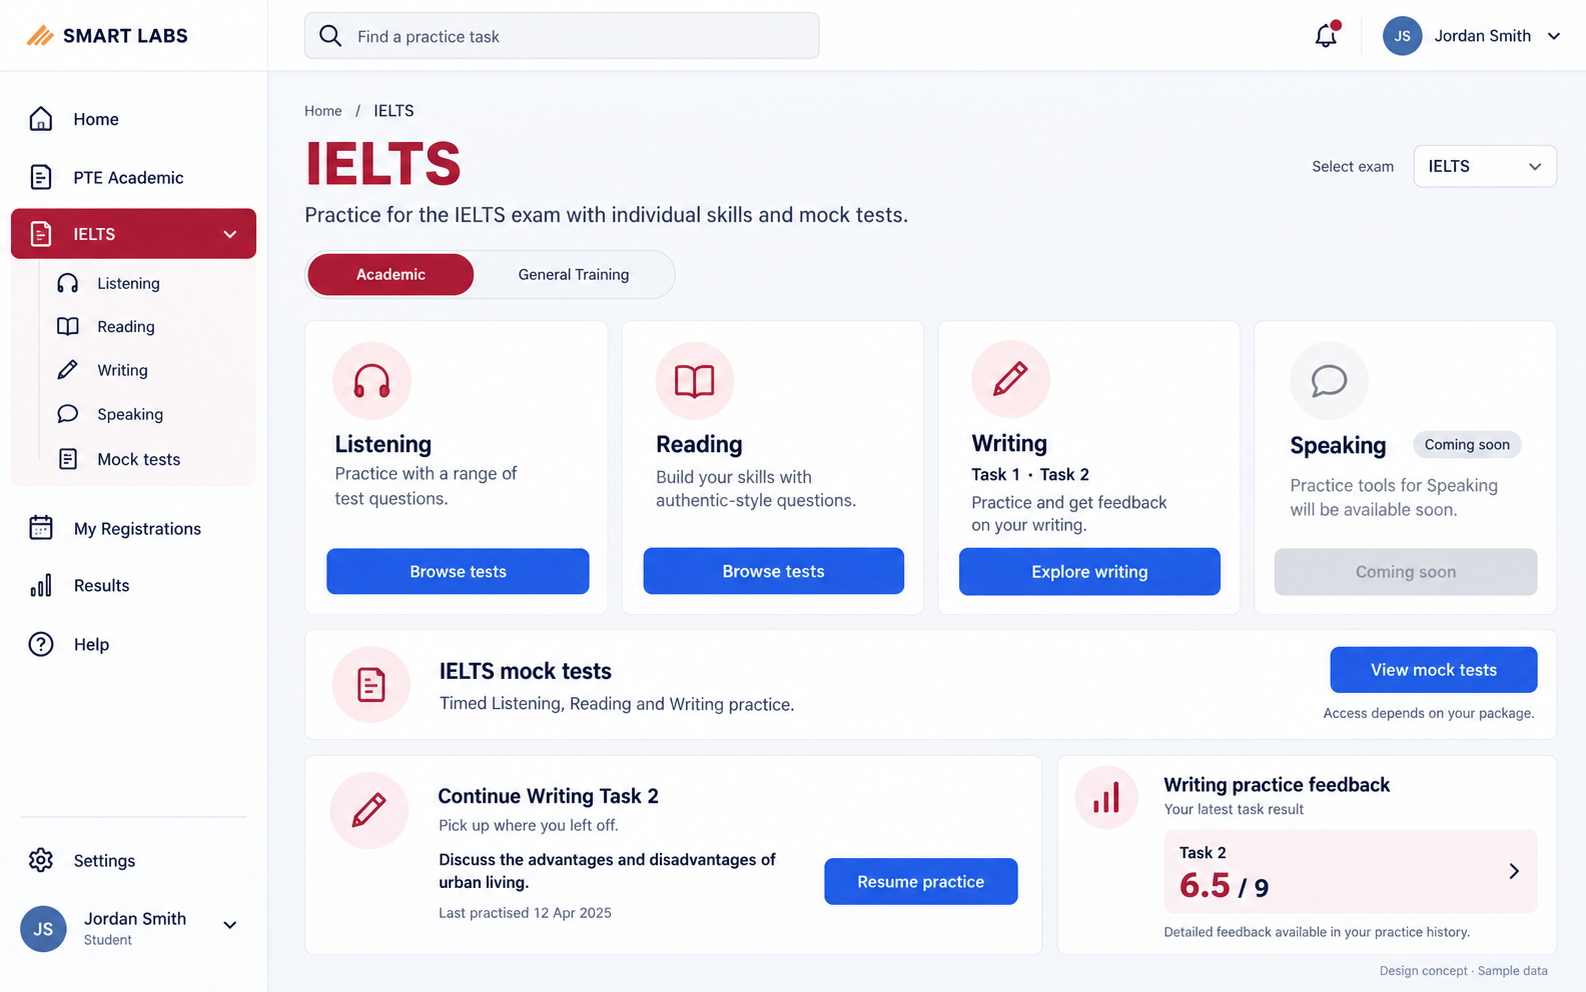 SMART LABS
Find a practice task
JS
Jordan Smith
Home
PTE Academic
IELTS
Listening
Reading
Writing
Speaking
Mock tests
My Registrations
Results
Help
Settings
JS
Jordan Smith
Student
Home / IELTS
IELTS
Practice for the IELTS exam with individual skills and mock tests.
Select exam
IELTS
Academic
General Training
Listening
Practice with a range of
test questions.
Browse tests
Reading
Build your skills with
authentic-style questions.
Browse tests
Writing
Task 1 · Task 2
Practice and get feedback
on your writing.
Explore writing
Speaking
Coming soon
Practice tools for Speaking
will be available soon.
Coming soon
IELTS mock tests
Timed Listening, Reading and Writing practice.
View mock tests
Access depends on your package.
Continue Writing Task 2
Pick up where you left off.
Discuss the advantages and disadvantages of
urban living.
Last practised 12 Apr 2025
Resume practice
Writing practice feedback
Your latest task result
Task 2
6.5 / 9
Detailed feedback available in your practice history.
Design concept · Sample data